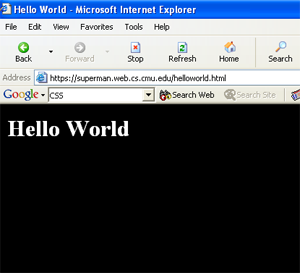 Hello World - Microsoft Internet Explorer
File Edit View Favorites Tools Help
Back Forward Stop Refresh Home Search
Address https://superman.web.cs.cmu.edu/helloworld.html
Google CSS Search Web Search Site
Hello World